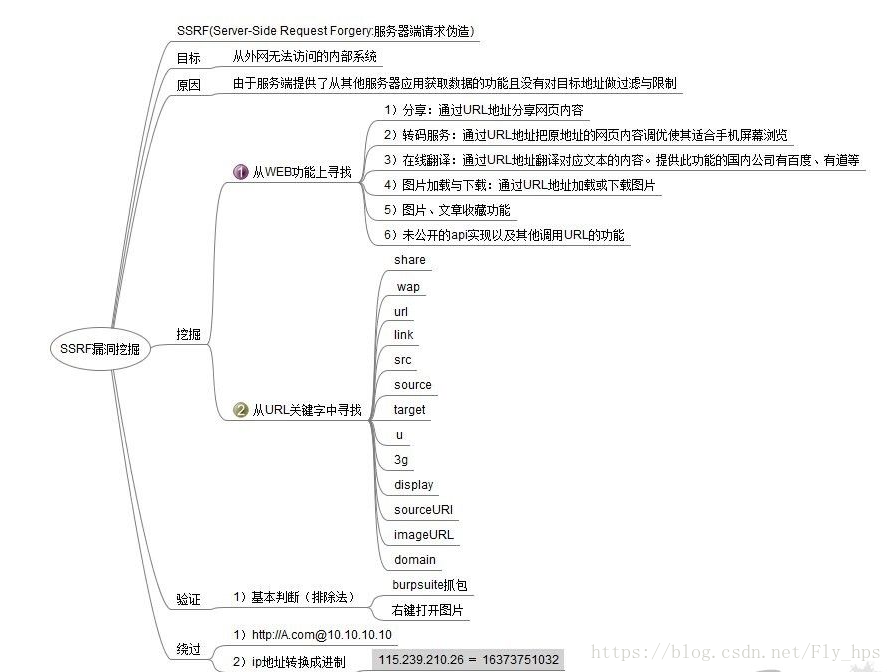 SSRF(Server-Side Request Forgery:服务器端请求伪造)
目标
从外网无法访问的内部系统
原因
由于服务端提供了从其他服务器应用获取数据的功能且没有对目标地址做过滤与限制
SSRF漏洞挖掘
挖掘
1 从WEB功能上寻找
1）分享：通过URL地址分享网页内容
2）转码服务：通过URL地址把原地址的网页内容调优使其适合手机屏幕浏览
3）在线翻译：通过URL地址翻译对应文本的内容。提供此功能的国内公司有百度、有道等
4）图片加载与下载：通过URL地址加载或下载图片
5）图片、文章收藏功能
6）未公开的api实现以及其他调用URL的功能
2 从URL关键字中寻找
share
wap
url
link
src
source
target
u
3g
display
sourceURl
imageURL
domain
验证
1）基本判断（排除法）
burpsuite抓包
右键打开图片
绕过
1）http://A.com@10.10.10.10
2）ip地址转换成进制
115.239.210.26 = 16373751032
https://blog.csdn.net/Fly_hps